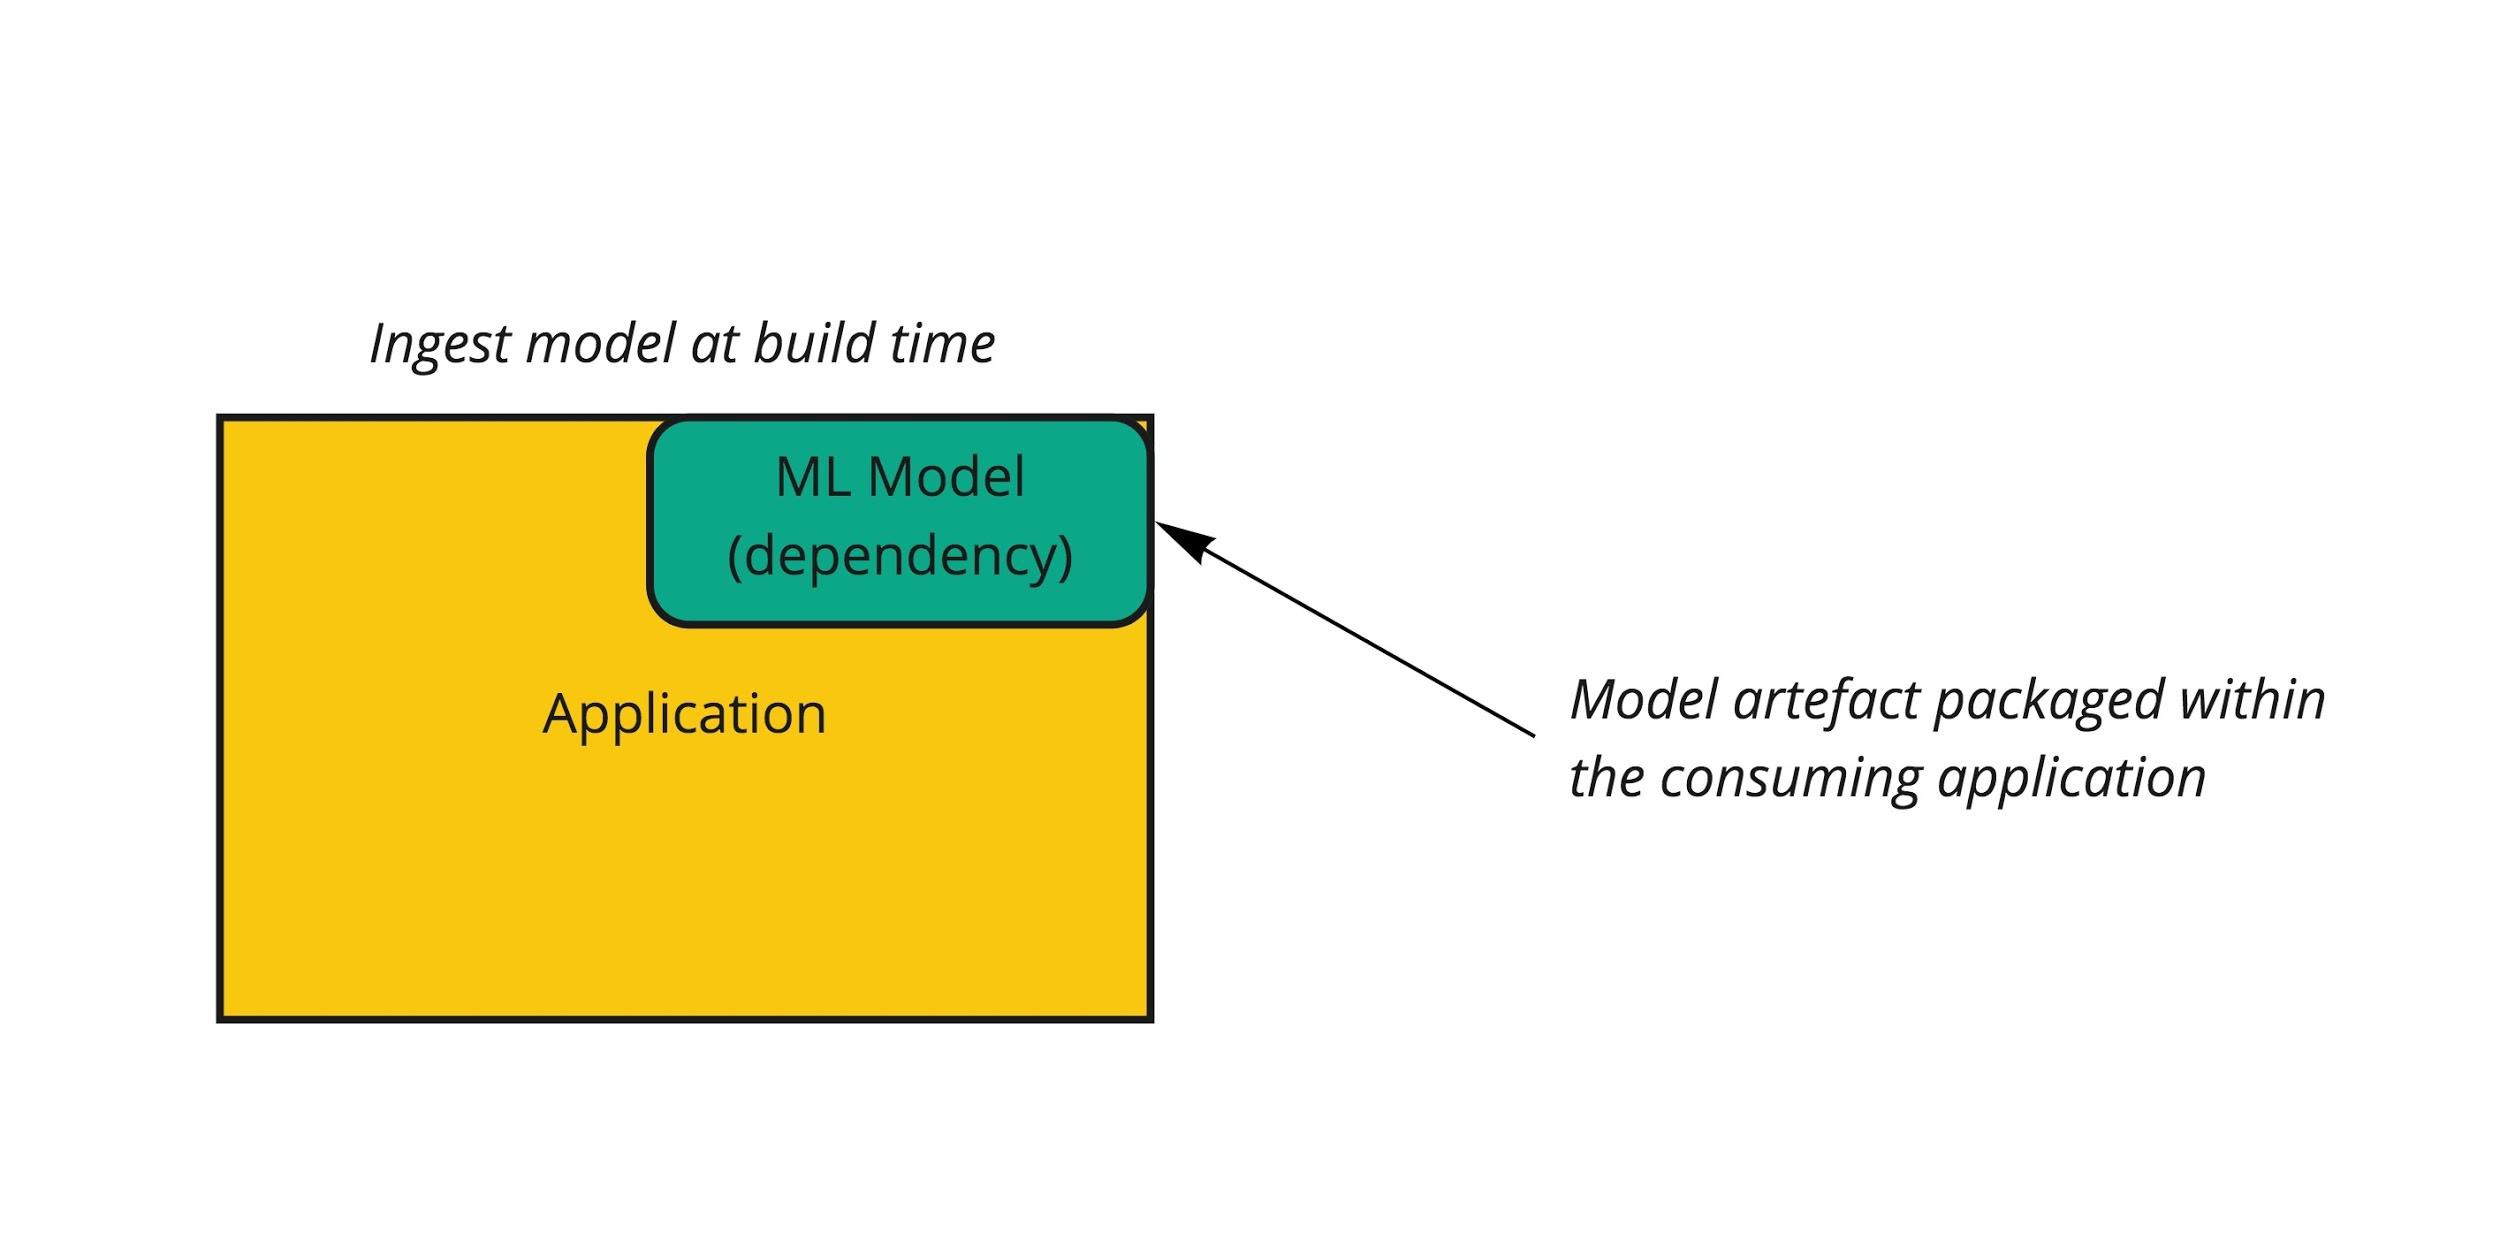 Ingest model at build time
ML Model
(dependency)
Application
Model artefact packaged within
the consuming application